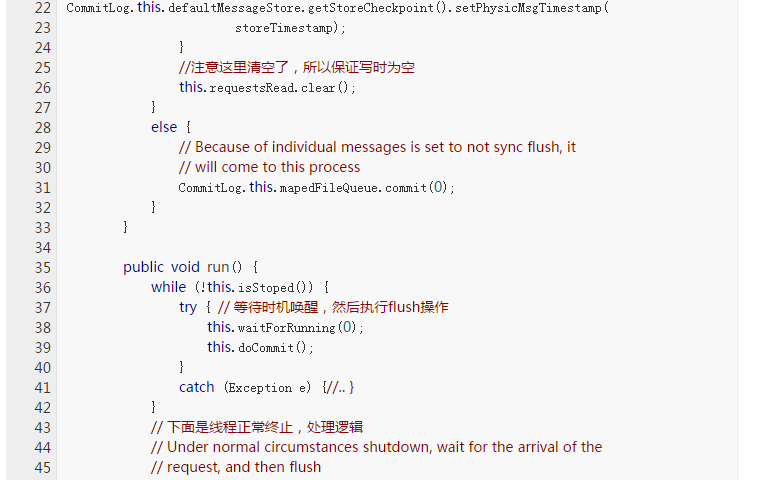 22 CommitLog.this.defaultMessageStore.getStoreCheckpoint().setPhysicMsgTimestamp(
23 storeTimestamp);
24 }
25 //注意这里清空了，所以保证写时为空
26 this.requestsRead.clear();
27 }
28 else {
29 // Because of individual messages is set to not sync flush, it
30 // will come to this process
31 CommitLog.this.mapedFileQueue.commit(0);
32 }
33 }
34
35 public void run() {
36 while (!this.isStoped()) {
37 try { // 等待时机唤醒，然后执行flush操作
38 this.waitForRunning(0);
39 this.doCommit();
40 }
41 catch (Exception e) {//.. }
42 }
43 // 下面是线程正常终止，处理逻辑
44 // Under normal circumstances shutdown, wait for the arrival of the
45 // request, and then flush